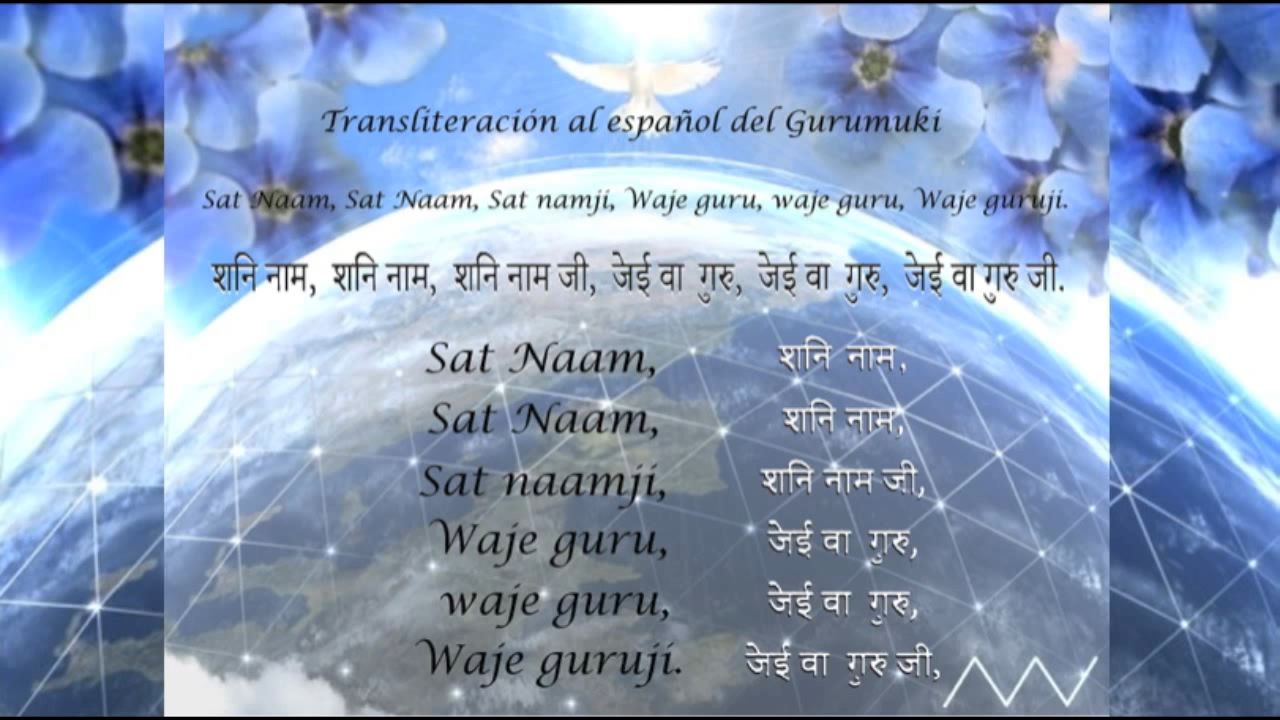 Transliteración al español del Gurumuki
Sat Naam, Sat Naam, Sat namji, Waje guru, waje guru, Waje guruji.
शनि नाम, शनि नाम, शनि नाम जी, जेई वा गुरु, जेई वा गुरु, जेई वा गुरु जी.
Sat Naam, शनि नाम,
Sat Naam, शनि नाम,
Sat naamji, शनि नाम जी,
Waje guru, जेई वा गुरु,
waje guru, जेई वा गुरु,
Waje guruji. जेई वा गुरु जी,